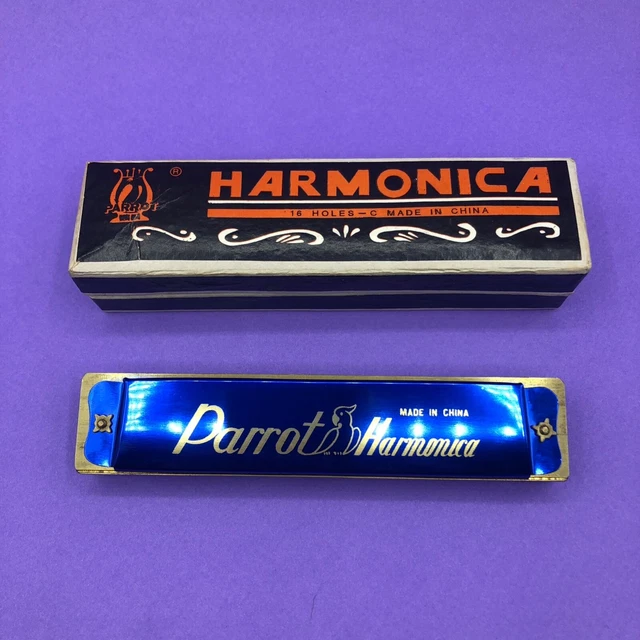 PARROT
®
HARMONICA
16 HOLES-C MADE IN CHINA
MADE IN CHINA
Parrot Harmonica